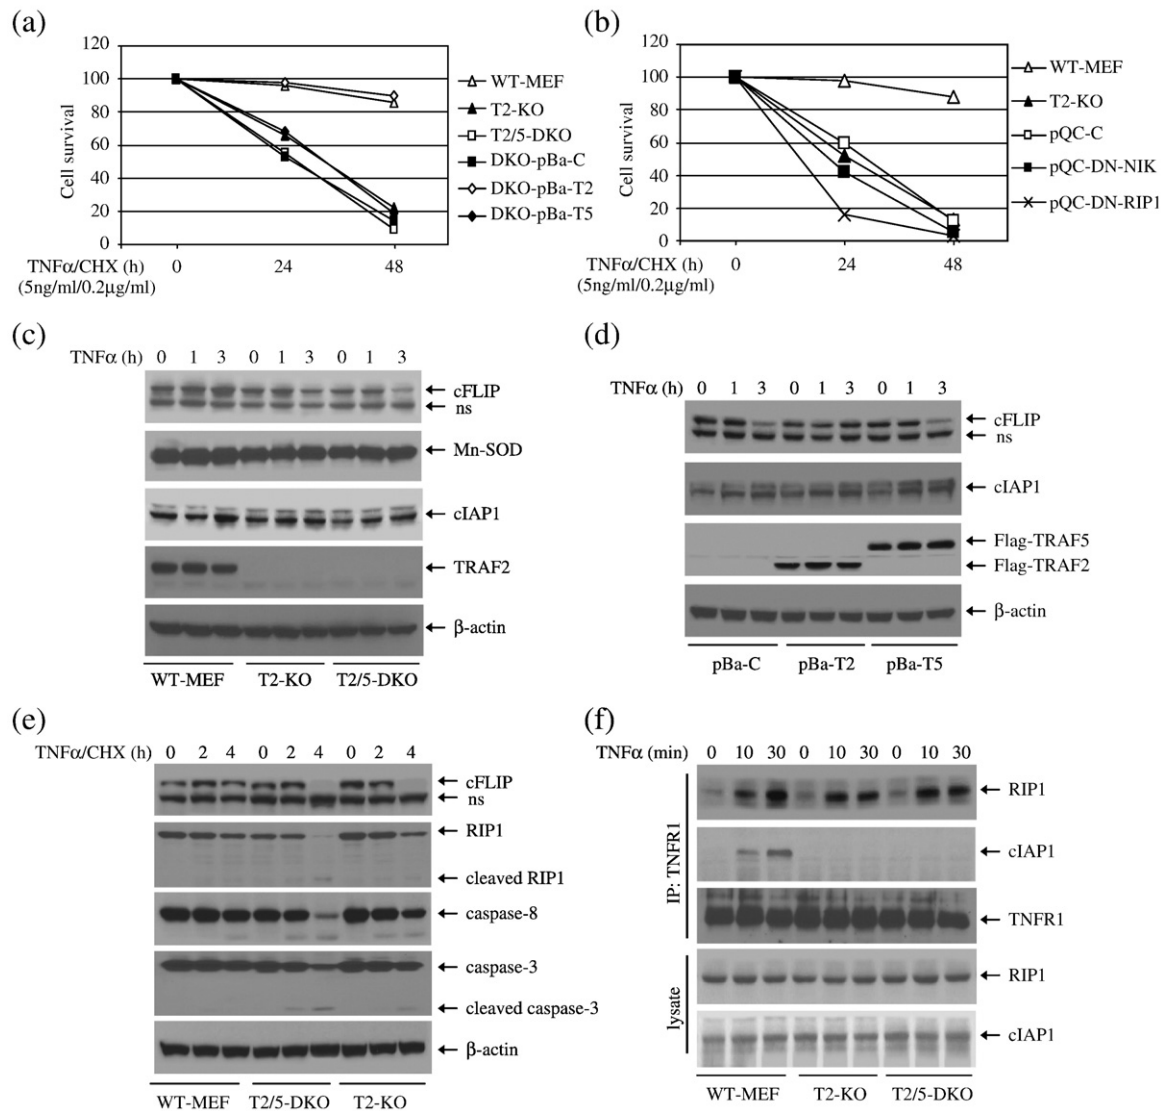 (a)
120
100
80
60
40
20
0
Cell survival
TNFα/CHX (h) 0 24 48
(5ng/ml/0.2μg/ml)
WT-MEF
T2-KO
T2/5-DKO
DKO-pBa-C
DKO-pBa-T2
DKO-pBa-T5
(b)
120
100
80
60
40
20
0
Cell survival
TNFα/CHX (h) 0 24 48
(5ng/ml/0.2μg/ml)
WT-MEF
T2-KO
pQC-C
pQC-DN-NIK
pQC-DN-RIP1
(c)
TNFα (h) 0 1 3 0 1 3 0 1 3
cFLIP
ns
Mn-SOD
cIAP1
TRAF2
β-actin
WT-MEF T2-KO T2/5-DKO
(d)
TNFα (h) 0 1 3 0 1 3 0 1 3
cFLIP
ns
cIAP1
Flag-TRAF5
Flag-TRAF2
β-actin
pBa-C pBa-T2 pBa-T5
(e)
TNFα/CHX (h) 0 2 4 0 2 4 0 2 4
cFLIP
ns
RIP1
cleaved RIP1
caspase-8
caspase-3
cleaved caspase-3
β-actin
WT-MEF T2/5-DKO T2-KO
(f)
TNFα (min) 0 10 30 0 10 30 0 10 30
IP: TNFR1
RIP1
cIAP1
TNFR1
lysate
RIP1
cIAP1
WT-MEF T2-KO T2/5-DKO